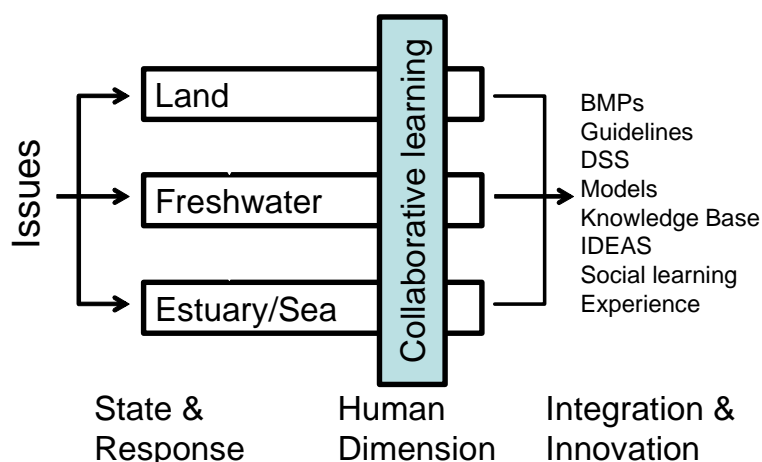 Issues
Land
Freshwater
Estuary/Sea
Collaborative learning
BMPs
Guidelines
DSS
Models
Knowledge Base
IDEAS
Social learning
Experience
State &
Response
Human
Dimension
Integration &
Innovation